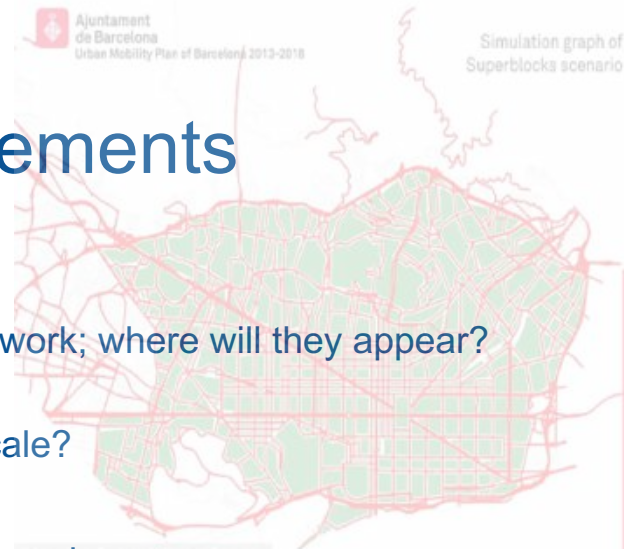 Ajuntament
de Barcelona
Urban Mobility Plan of Barcelona 2013-2018
Simulation graph of
Superblocks scenario
ements
work; where will they appear?
cale?